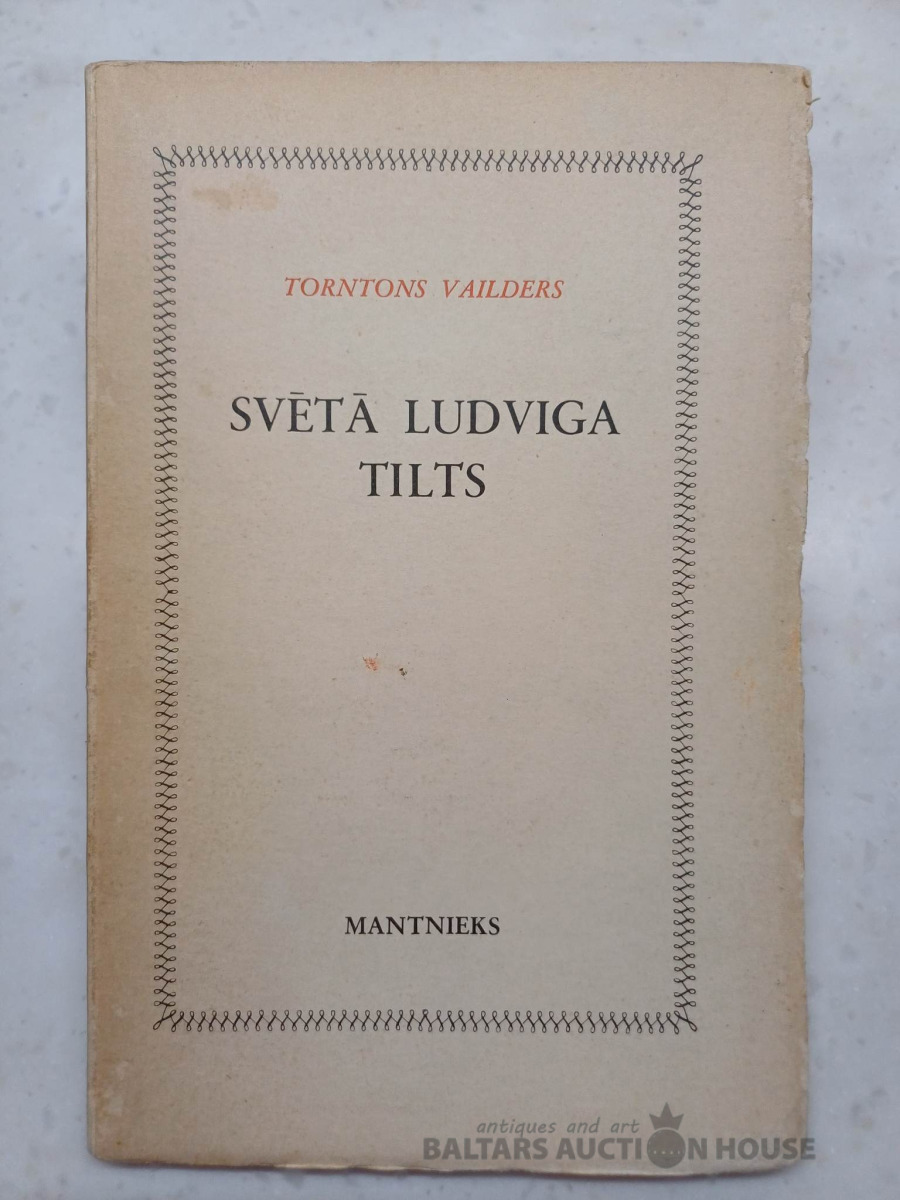 TORNTONS VAILDERS
SVĒTĀ LUDVIGA
TILTS
MANTNIEKS
antiques and art
BALTARS AUCTION HOUSE